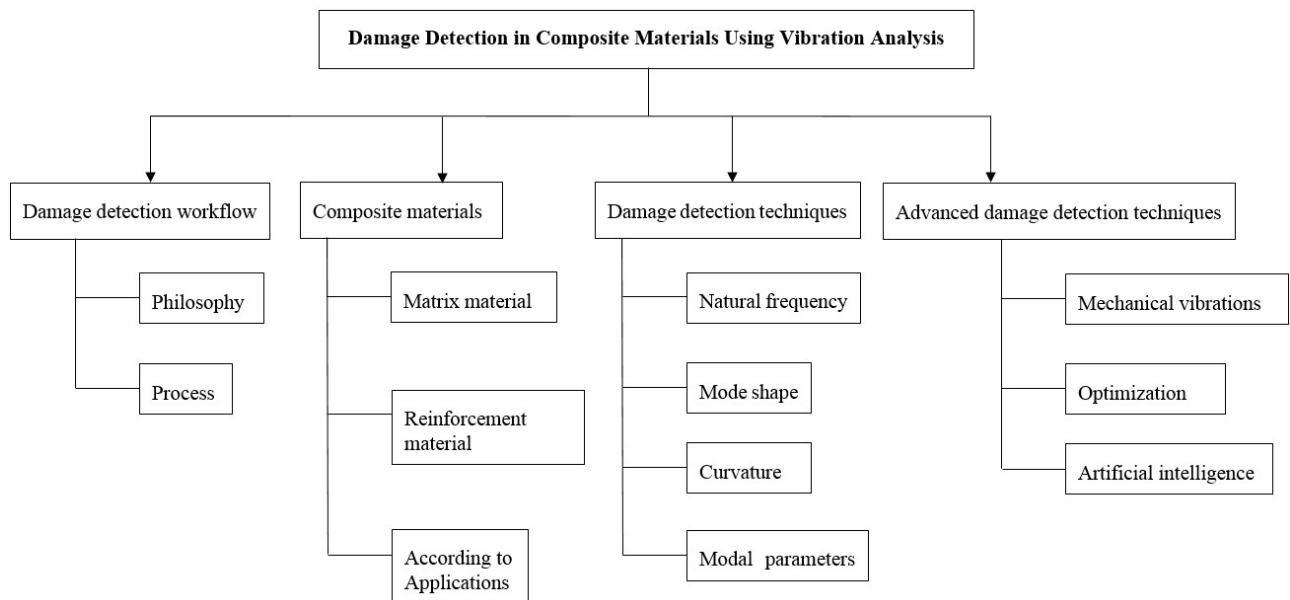 Damage Detection in Composite Materials Using Vibration Analysis
Damage detection workflow
Philosophy
Process
Composite materials
Matrix material
Reinforcement
material
According to
Applications
Damage detection techniques
Natural frequency
Mode shape
Curvature
Modal parameters
Advanced damage detection techniques
Mechanical vibrations
Optimization
Artificial intelligence